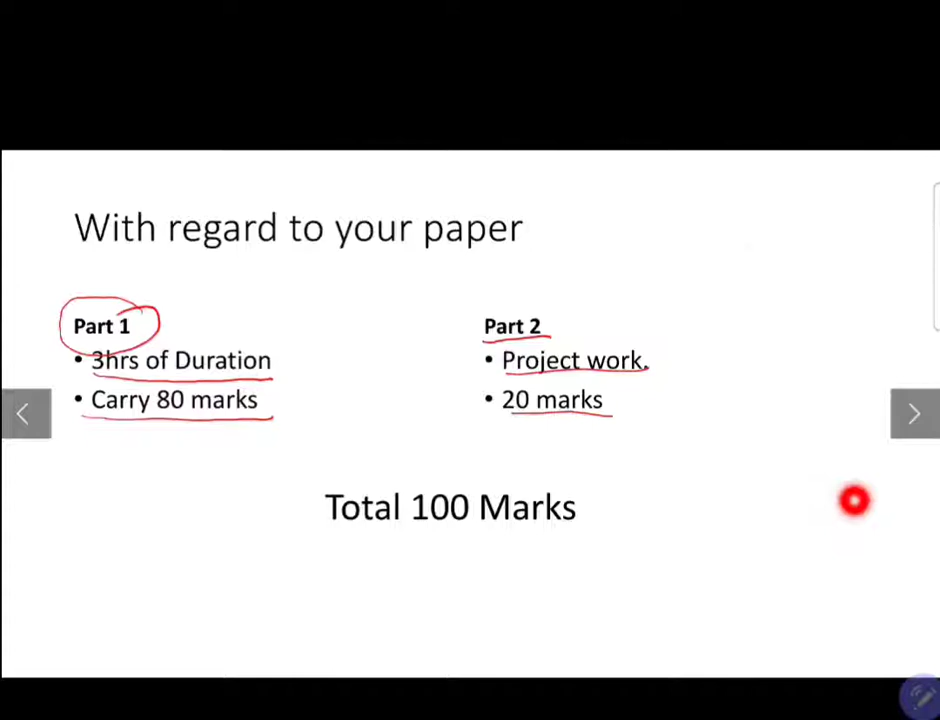 With regard to your paper
Part 1
• 3hrs of Duration
• Carry 80 marks
Part 2
• Project work.
• 20 marks
Total 100 Marks